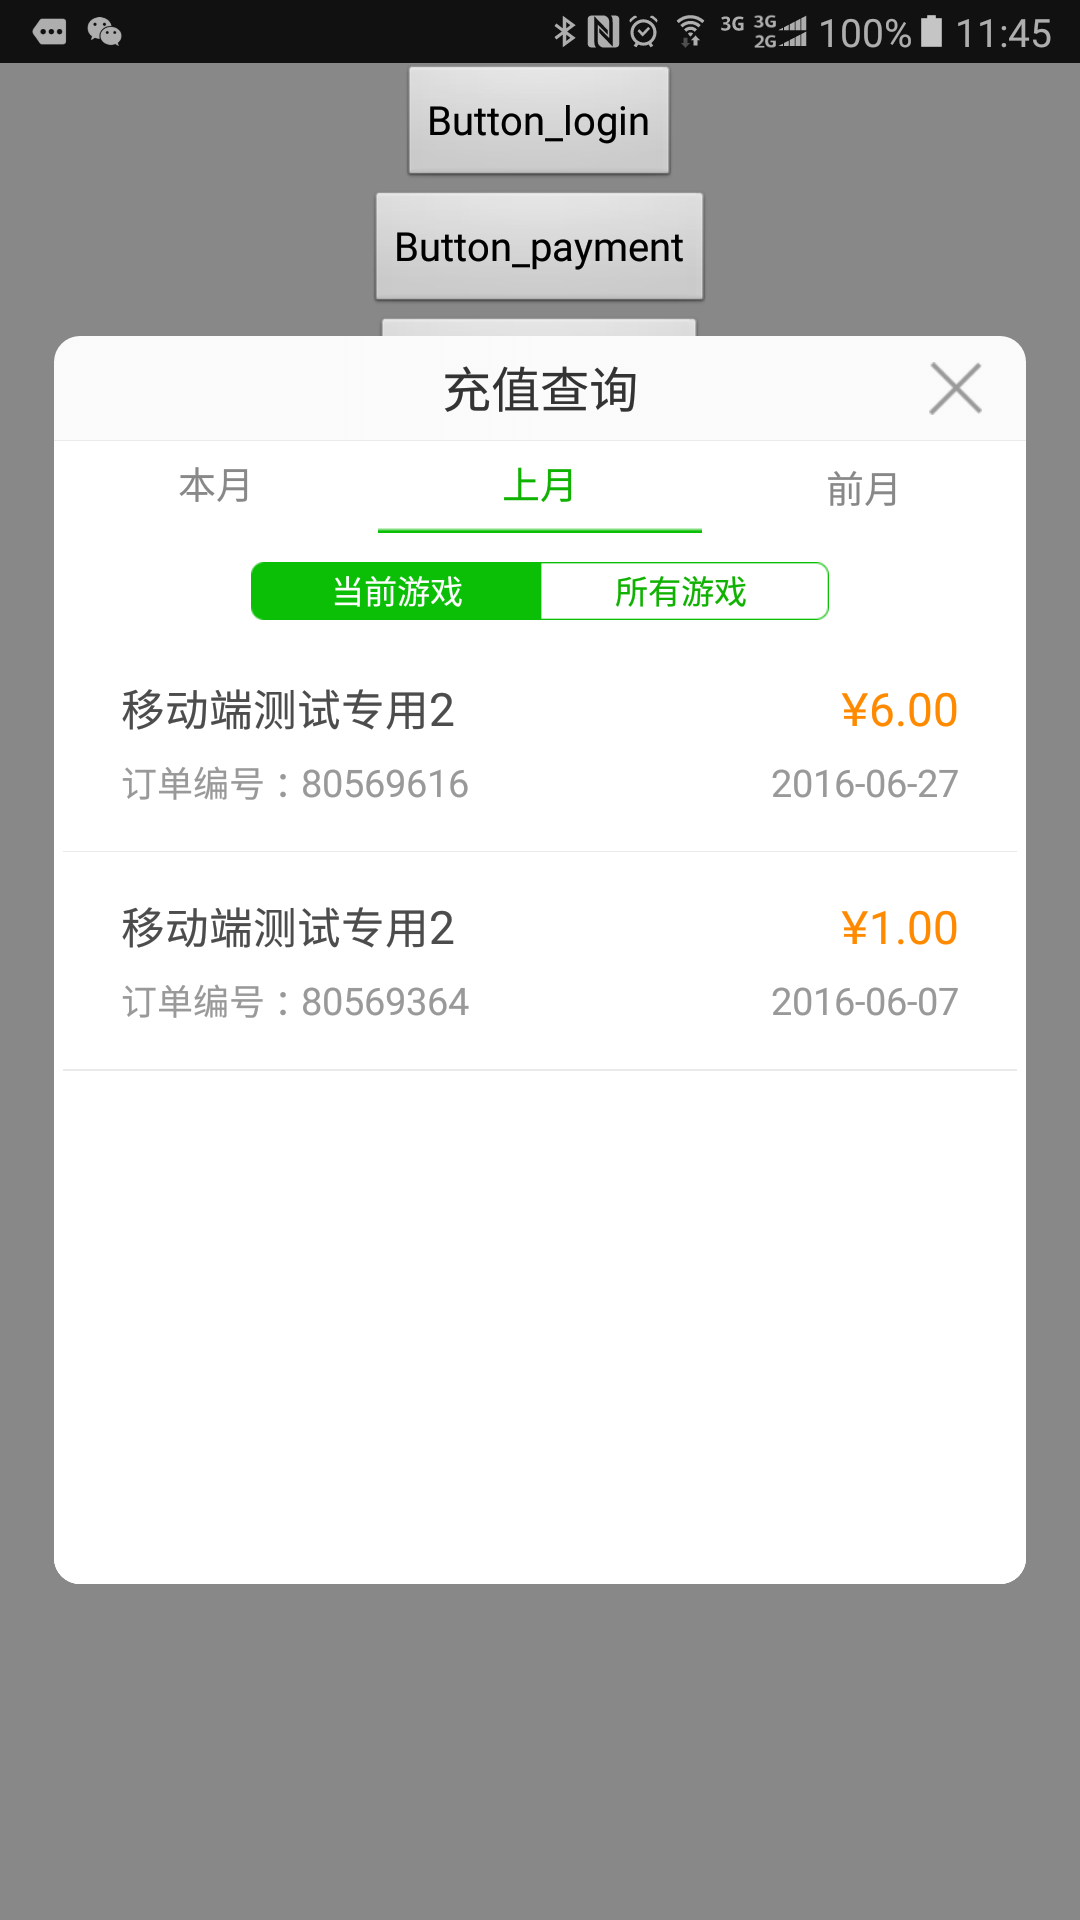 3G 3G 2G 100% 11:45
Button_login
Button_payment
充值查询
本月 上月 前月
当前游戏 所有游戏
移动端测试专用2 ¥6.00
订单编号：80569616 2016-06-27
移动端测试专用2 ¥1.00
订单编号：80569364 2016-06-07